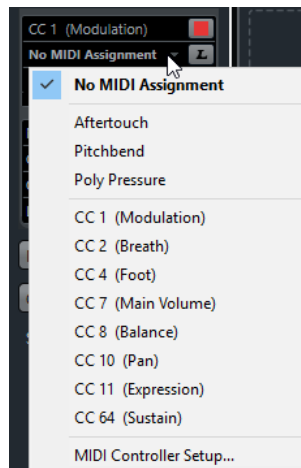 CC 1 (Modulation)
No MIDI Assignment L
No MIDI Assignment
Aftertouch
Pitchbend
Poly Pressure
CC 1 (Modulation)
CC 2 (Breath)
CC 4 (Foot)
CC 7 (Main Volume)
CC 8 (Balance)
CC 10 (Pan)
CC 11 (Expression)
CC 64 (Sustain)
MIDI Controller Setup...